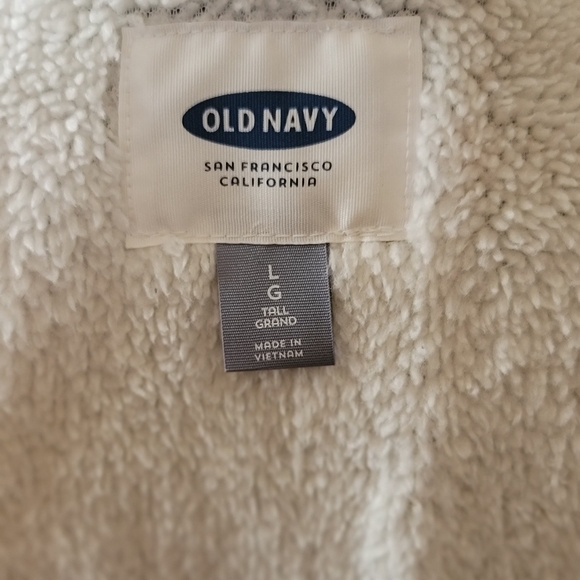 OLD NAVY
SAN FRANCISCO
CALIFORNIA
L
G
TALL
GRAND
MADE IN
VIETNAM